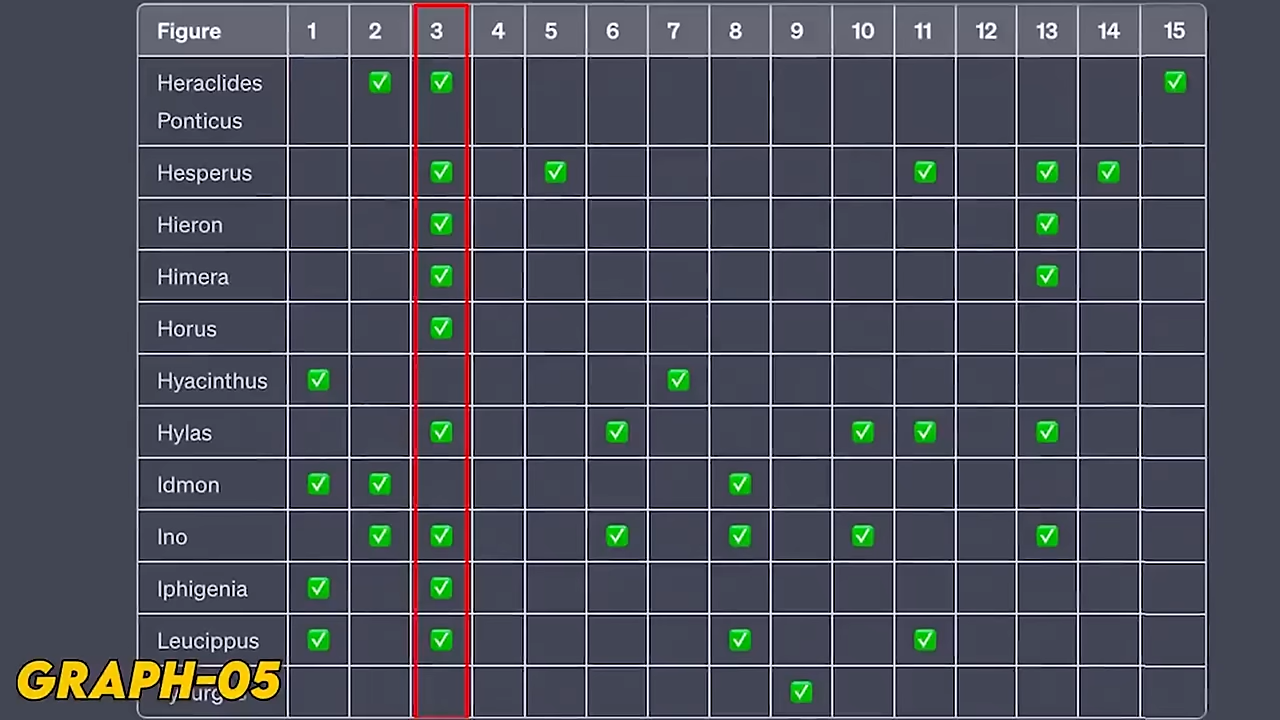 Figure 1 2 3 4 5 6 7 8 9 10 11 12 13 14 15
Heraclides
Ponticus ✅ ✅ ✅
Hesperus ✅ ✅ ✅ ✅ ✅
Hieron ✅ ✅
Himera ✅ ✅
Horus ✅
Hyacinthus ✅ ✅
Hylas ✅ ✅ ✅ ✅ ✅
Idmon ✅ ✅ ✅
Ino ✅ ✅ ✅ ✅ ✅ ✅
Iphigenia ✅ ✅
Leucippus ✅ ✅ ✅ ✅
✅
GRAPH-05